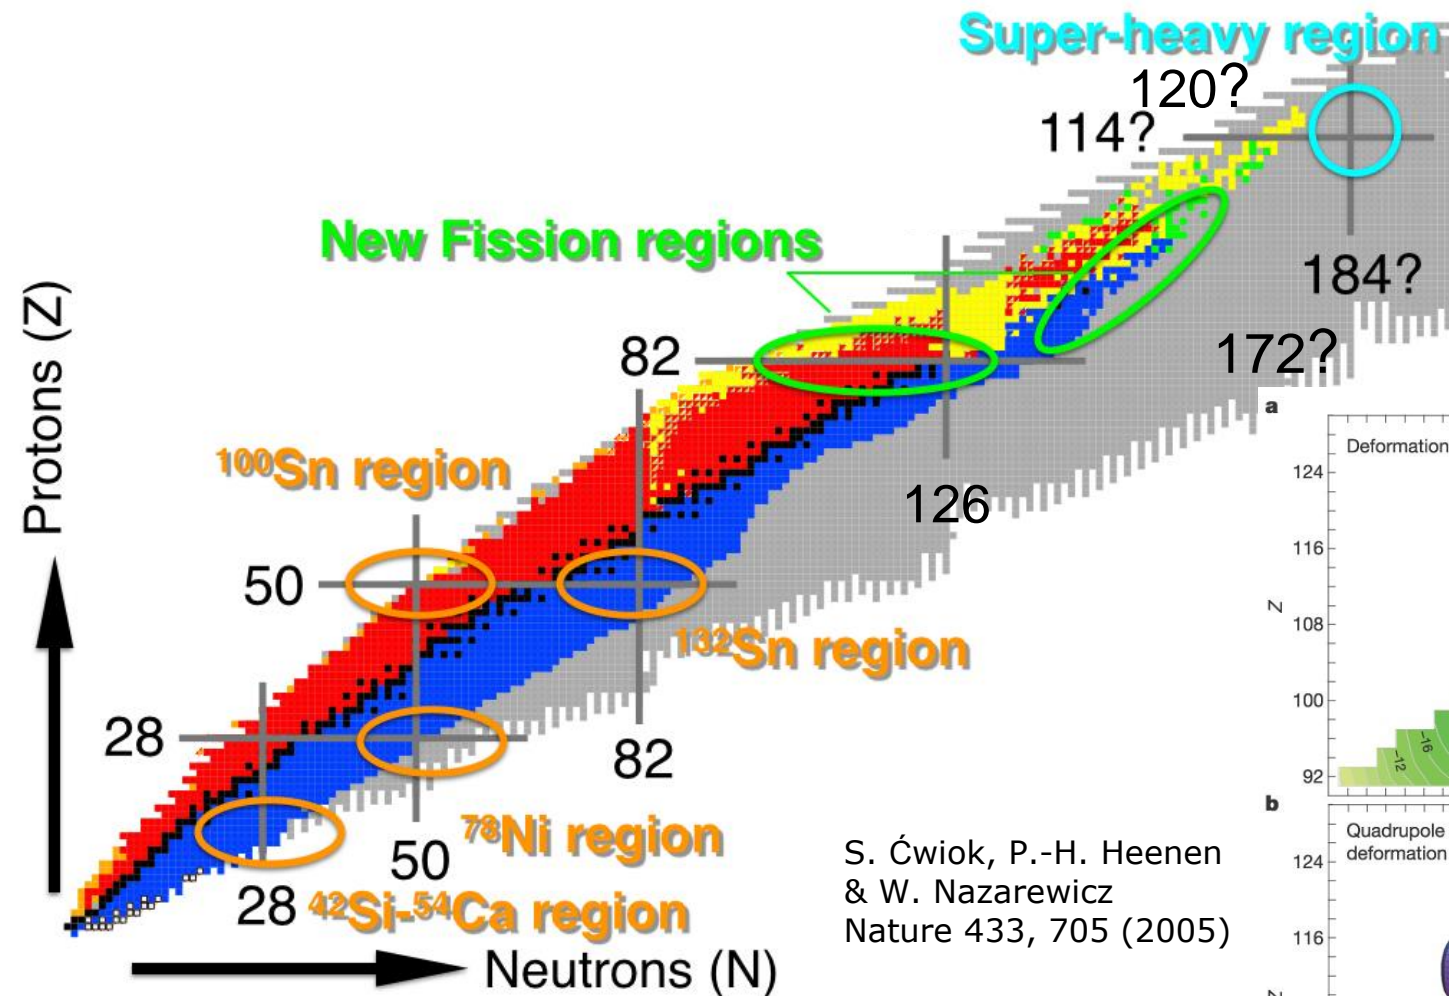 Super-heavy region
120?
114?
New Fission regions
184?
82
172?
100Sn region
126
50
132Sn region
28
82
78Ni region
50
28
42Si-54Ca region
Protons (Z)
Neutrons (N)
S. Ćwiok, P.-H. Heenen
& W. Nazarewicz
Nature 433, 705 (2005)
a
Deformation
124
116
Z
108
100
92
-12
-16
b
Quadrupole
deformation
124
116
Z